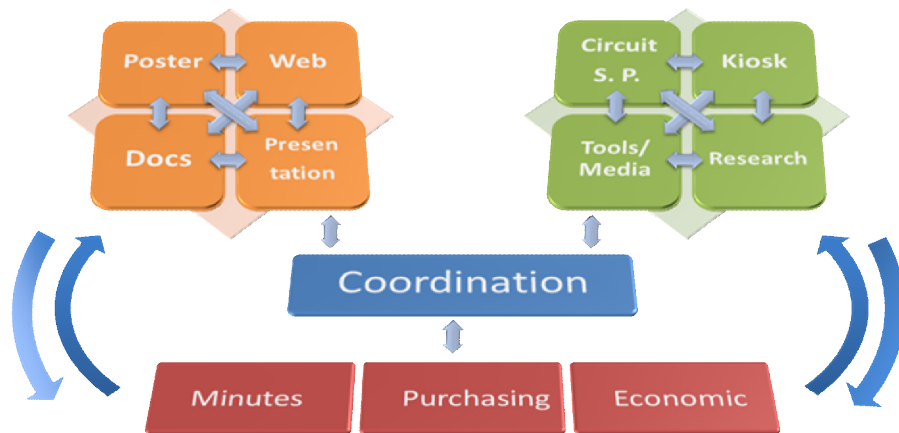 Poster
Web
Docs
Presen
tation
Circuit
S. P.
Kiosk
Tools/
Media
Research
Coordination
Minutes
Purchasing
Economic